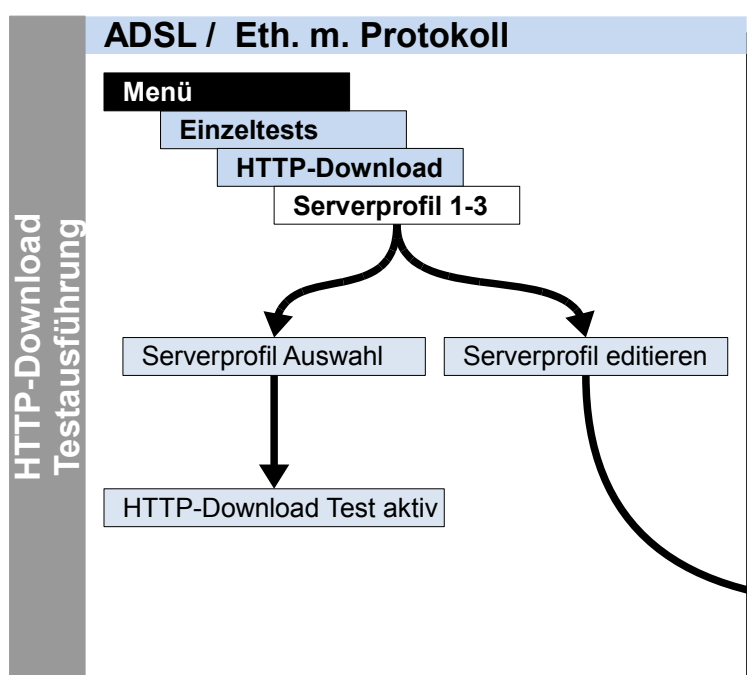 ADSL / Eth. m. Protokoll
Menü
Einzeltests
HTTP-Download
Serverprofil 1-3
Serverprofil Auswahl
Serverprofil editieren
HTTP-Download Test aktiv
HTTP-Download
Testausführung